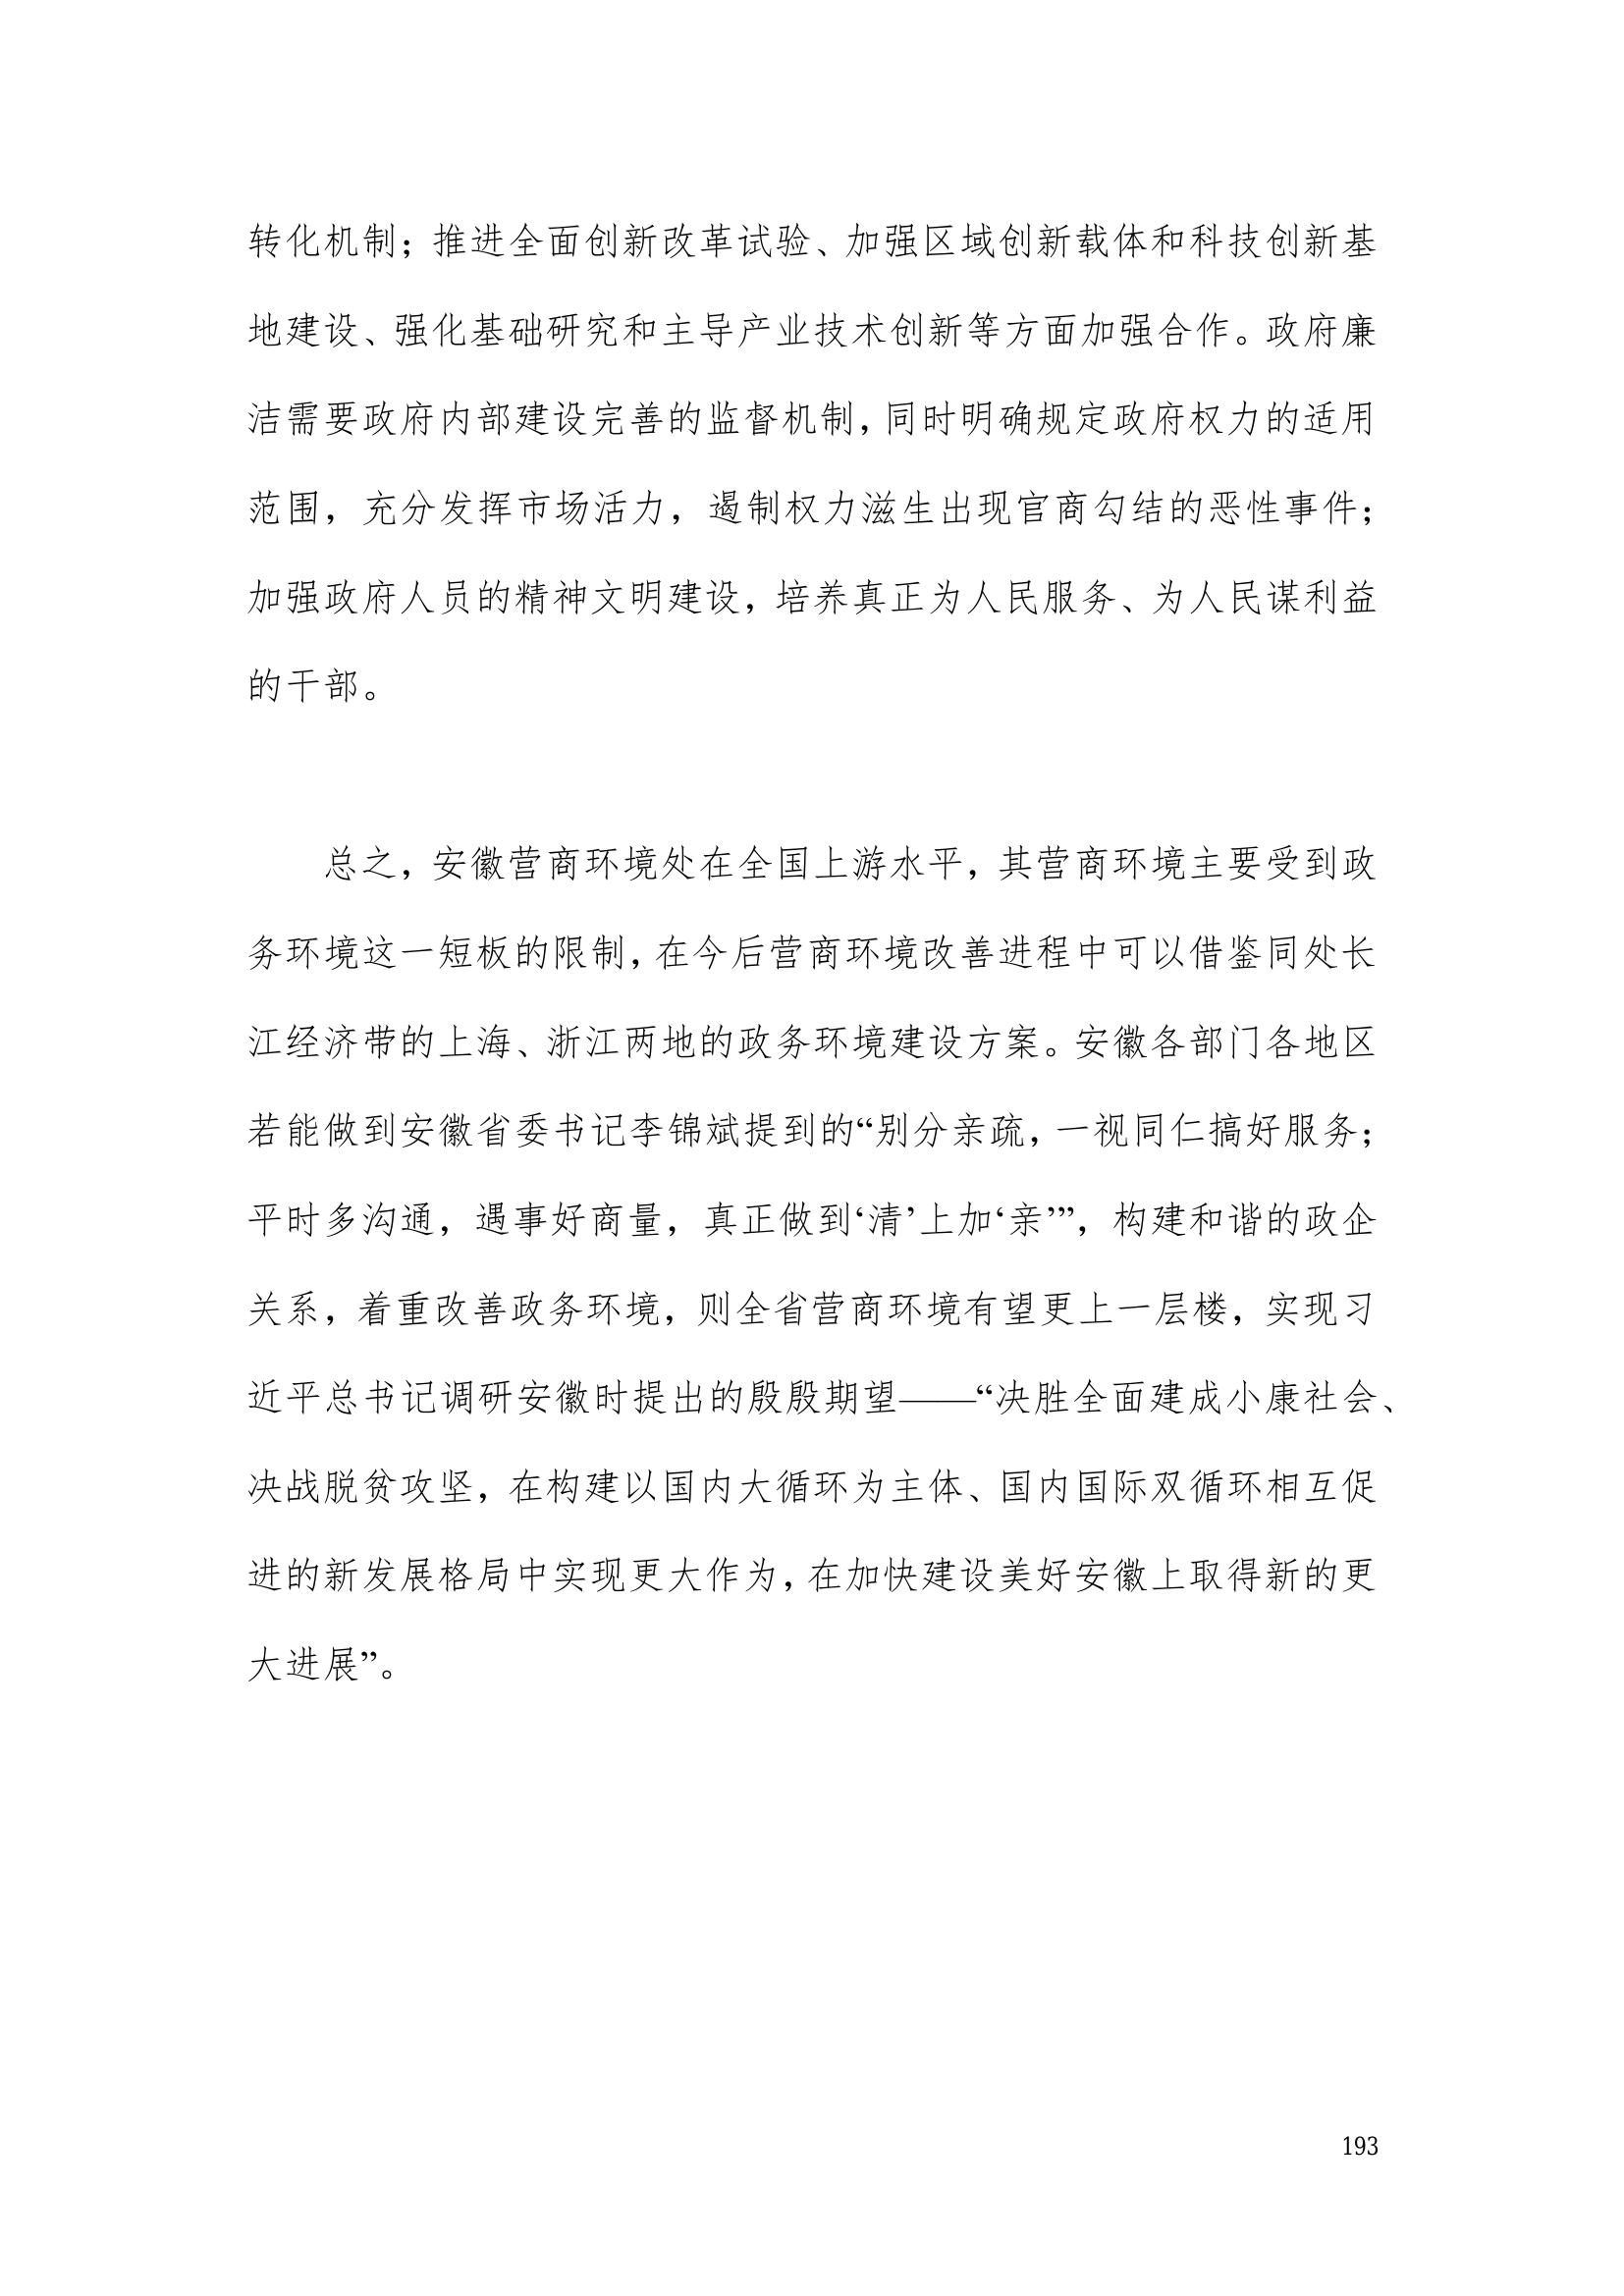 转化机制；推进全面创新改革试验、加强区域创新载体和科技创新基
地建设、强化基础研究和主导产业技术创新等方面加强合作。政府廉
洁需要政府内部建设完善的监督机制，同时明确规定政府权力的适用
范围，充分发挥市场活力，遏制权力滋生出现官商勾结的恶性事件；
加强政府人员的精神文明建设，培养真正为人民服务、为人民谋利益
的干部。
总之，安徽营商环境处在全国上游水平，其营商环境主要受到政
务环境这一短板的限制，在今后营商环境改善进程中可以借鉴同处长
江经济带的上海、浙江两地的政务环境建设方案。安徽各部门各地区
若能做到安徽省委书记李锦斌提到的“别分亲疏，一视同仁搞好服务；
平时多沟通，遇事好商量，真正做到‘清’上加‘亲’”，构建和谐的政企
关系，着重改善政务环境，则全省营商环境有望更上一层楼，实现习
近平总书记调研安徽时提出的殷殷期望——“决胜全面建成小康社会、
决战脱贫攻坚，在构建以国内大循环为主体、国内国际双循环相互促
进的新发展格局中实现更大作为，在加快建设美好安徽上取得新的更
大进展”。
193